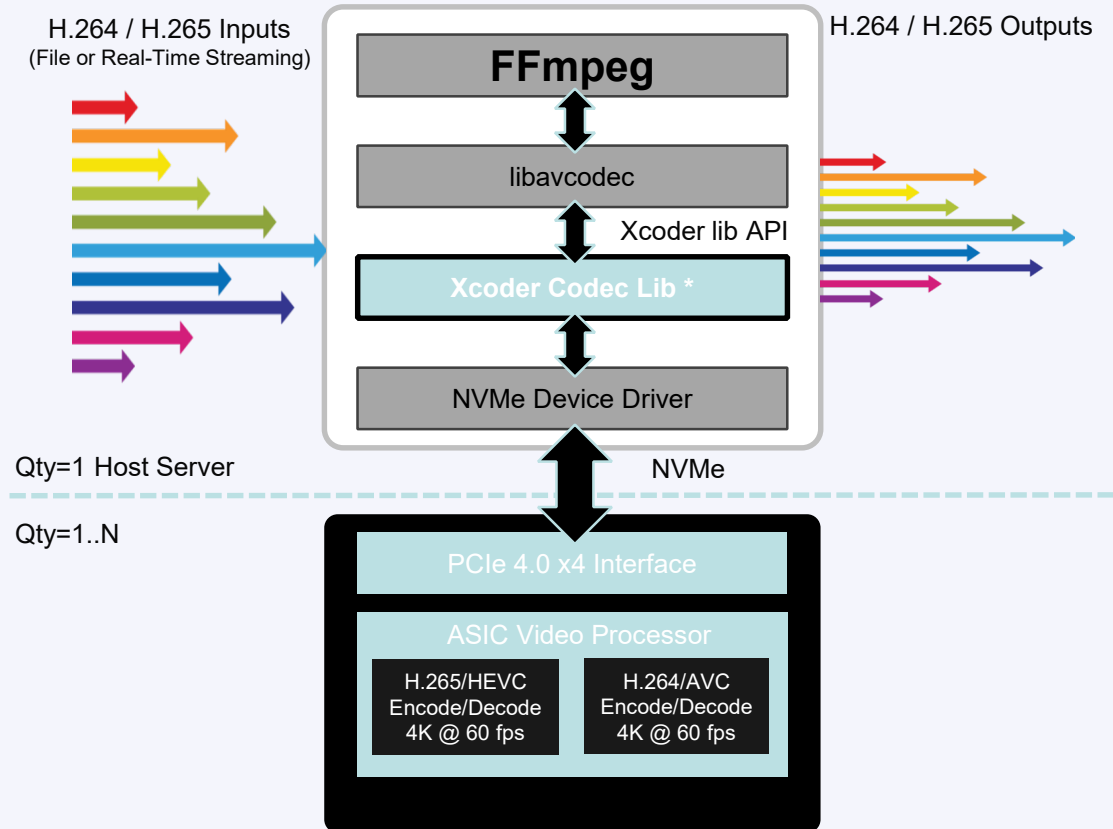 H.264 / H.265 Inputs
(File or Real-Time Streaming)
H.264 / H.265 Outputs
FFmpeg
libavcodec
Xcoder lib API
Xcoder Codec Lib *
NVMe Device Driver
Qty=1 Host Server
NVMe
Qty=1..N
PCIe 4.0 x4 Interface
ASIC Video Processor
H.265/HEVC
Encode/Decode
4K @ 60 fps
H.264/AVC
Encode/Decode
4K @ 60 fps